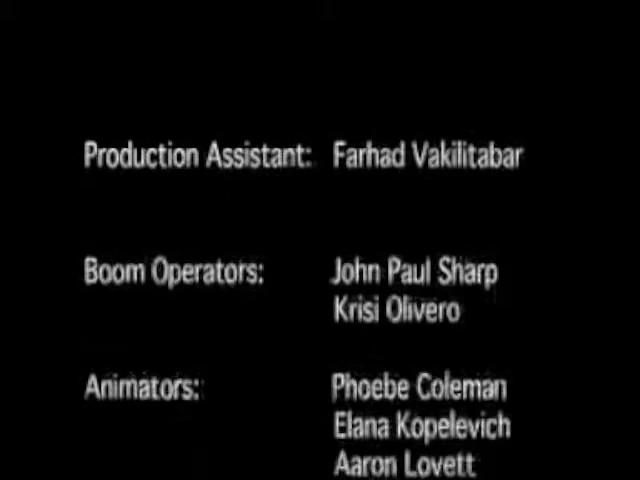 Production Assistant: Farhad Vakilitabar
Boom Operators: John Paul Sharp
Krisi Olivero
Animators: Phoebe Coleman
Elana Kopelevich
Aaron Lovett